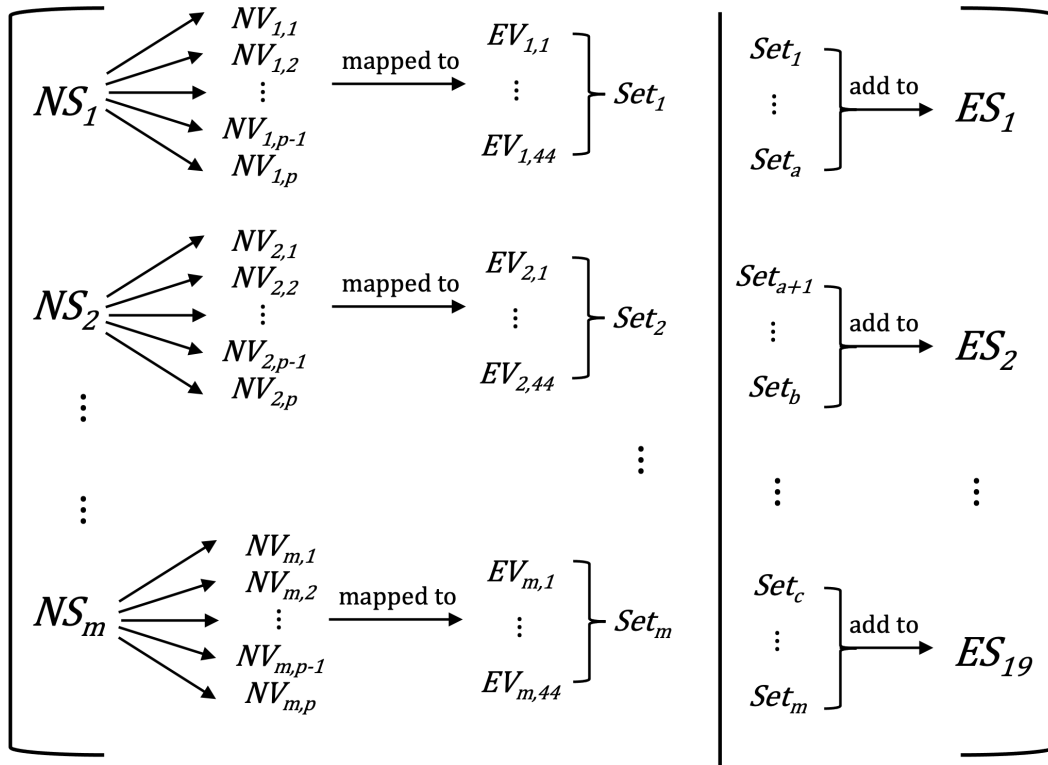 NS₁
NV₁,₁
NV₁,₂
⋮
NV₁,ₚ₋₁
NV₁,ₚ
mapped to
EV₁,₁
⋮
EV₁,₄₄
Set₁
Set₁
⋮
Setₐ
add to
ES₁
NS₂
NV₂,₁
NV₂,₂
⋮
NV₂,ₚ₋₁
NV₂,ₚ
mapped to
EV₂,₁
⋮
EV₂,₄₄
Set₂
Setₐ₊₁
⋮
Set_b
add to
ES₂
⋮
⋮
⋮
⋮
⋮
NSₘ
NVₘ,₁
NVₘ,₂
⋮
NVₘ,ₚ₋₁
NVₘ,ₚ
mapped to
EVₘ,₁
⋮
EVₘ,₄₄
Setₘ
Set_c
⋮
Setₘ
add to
ES₁₉